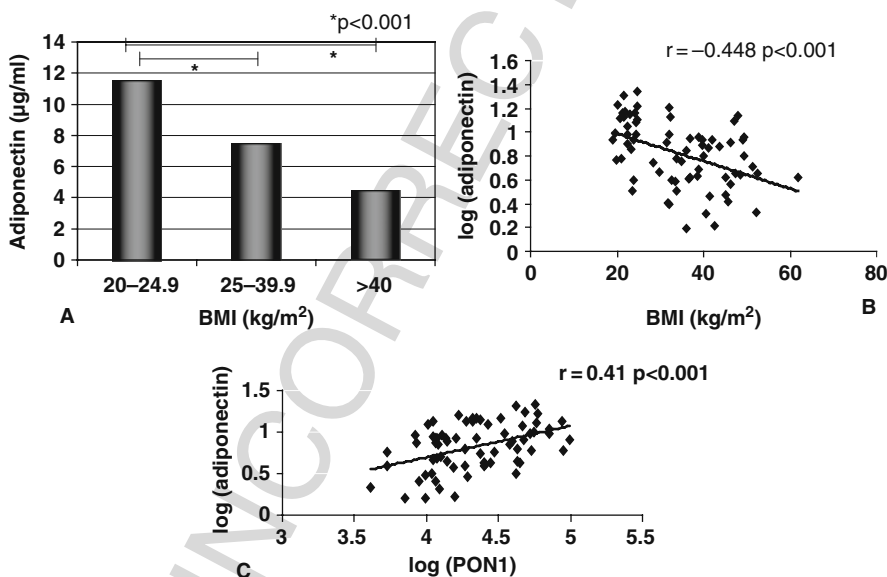 *p<0.001
14
12
10
8
6
4
2
0
Adiponectin (µg/ml)
*
*
20–24.9 25–39.9 >40
A BMI (kg/m²)
r = –0.448 p<0.001
1.6
1.4
1.2
1
0.8
0.6
0.4
0.2
0
log (adiponectin)
0 20 40 60 80
BMI (kg/m²) B
r = 0.41 p<0.001
1.5
1
0.5
0
log (adiponectin)
3 3.5 4 4.5 5 5.5
C log (PON1)
INCORREC